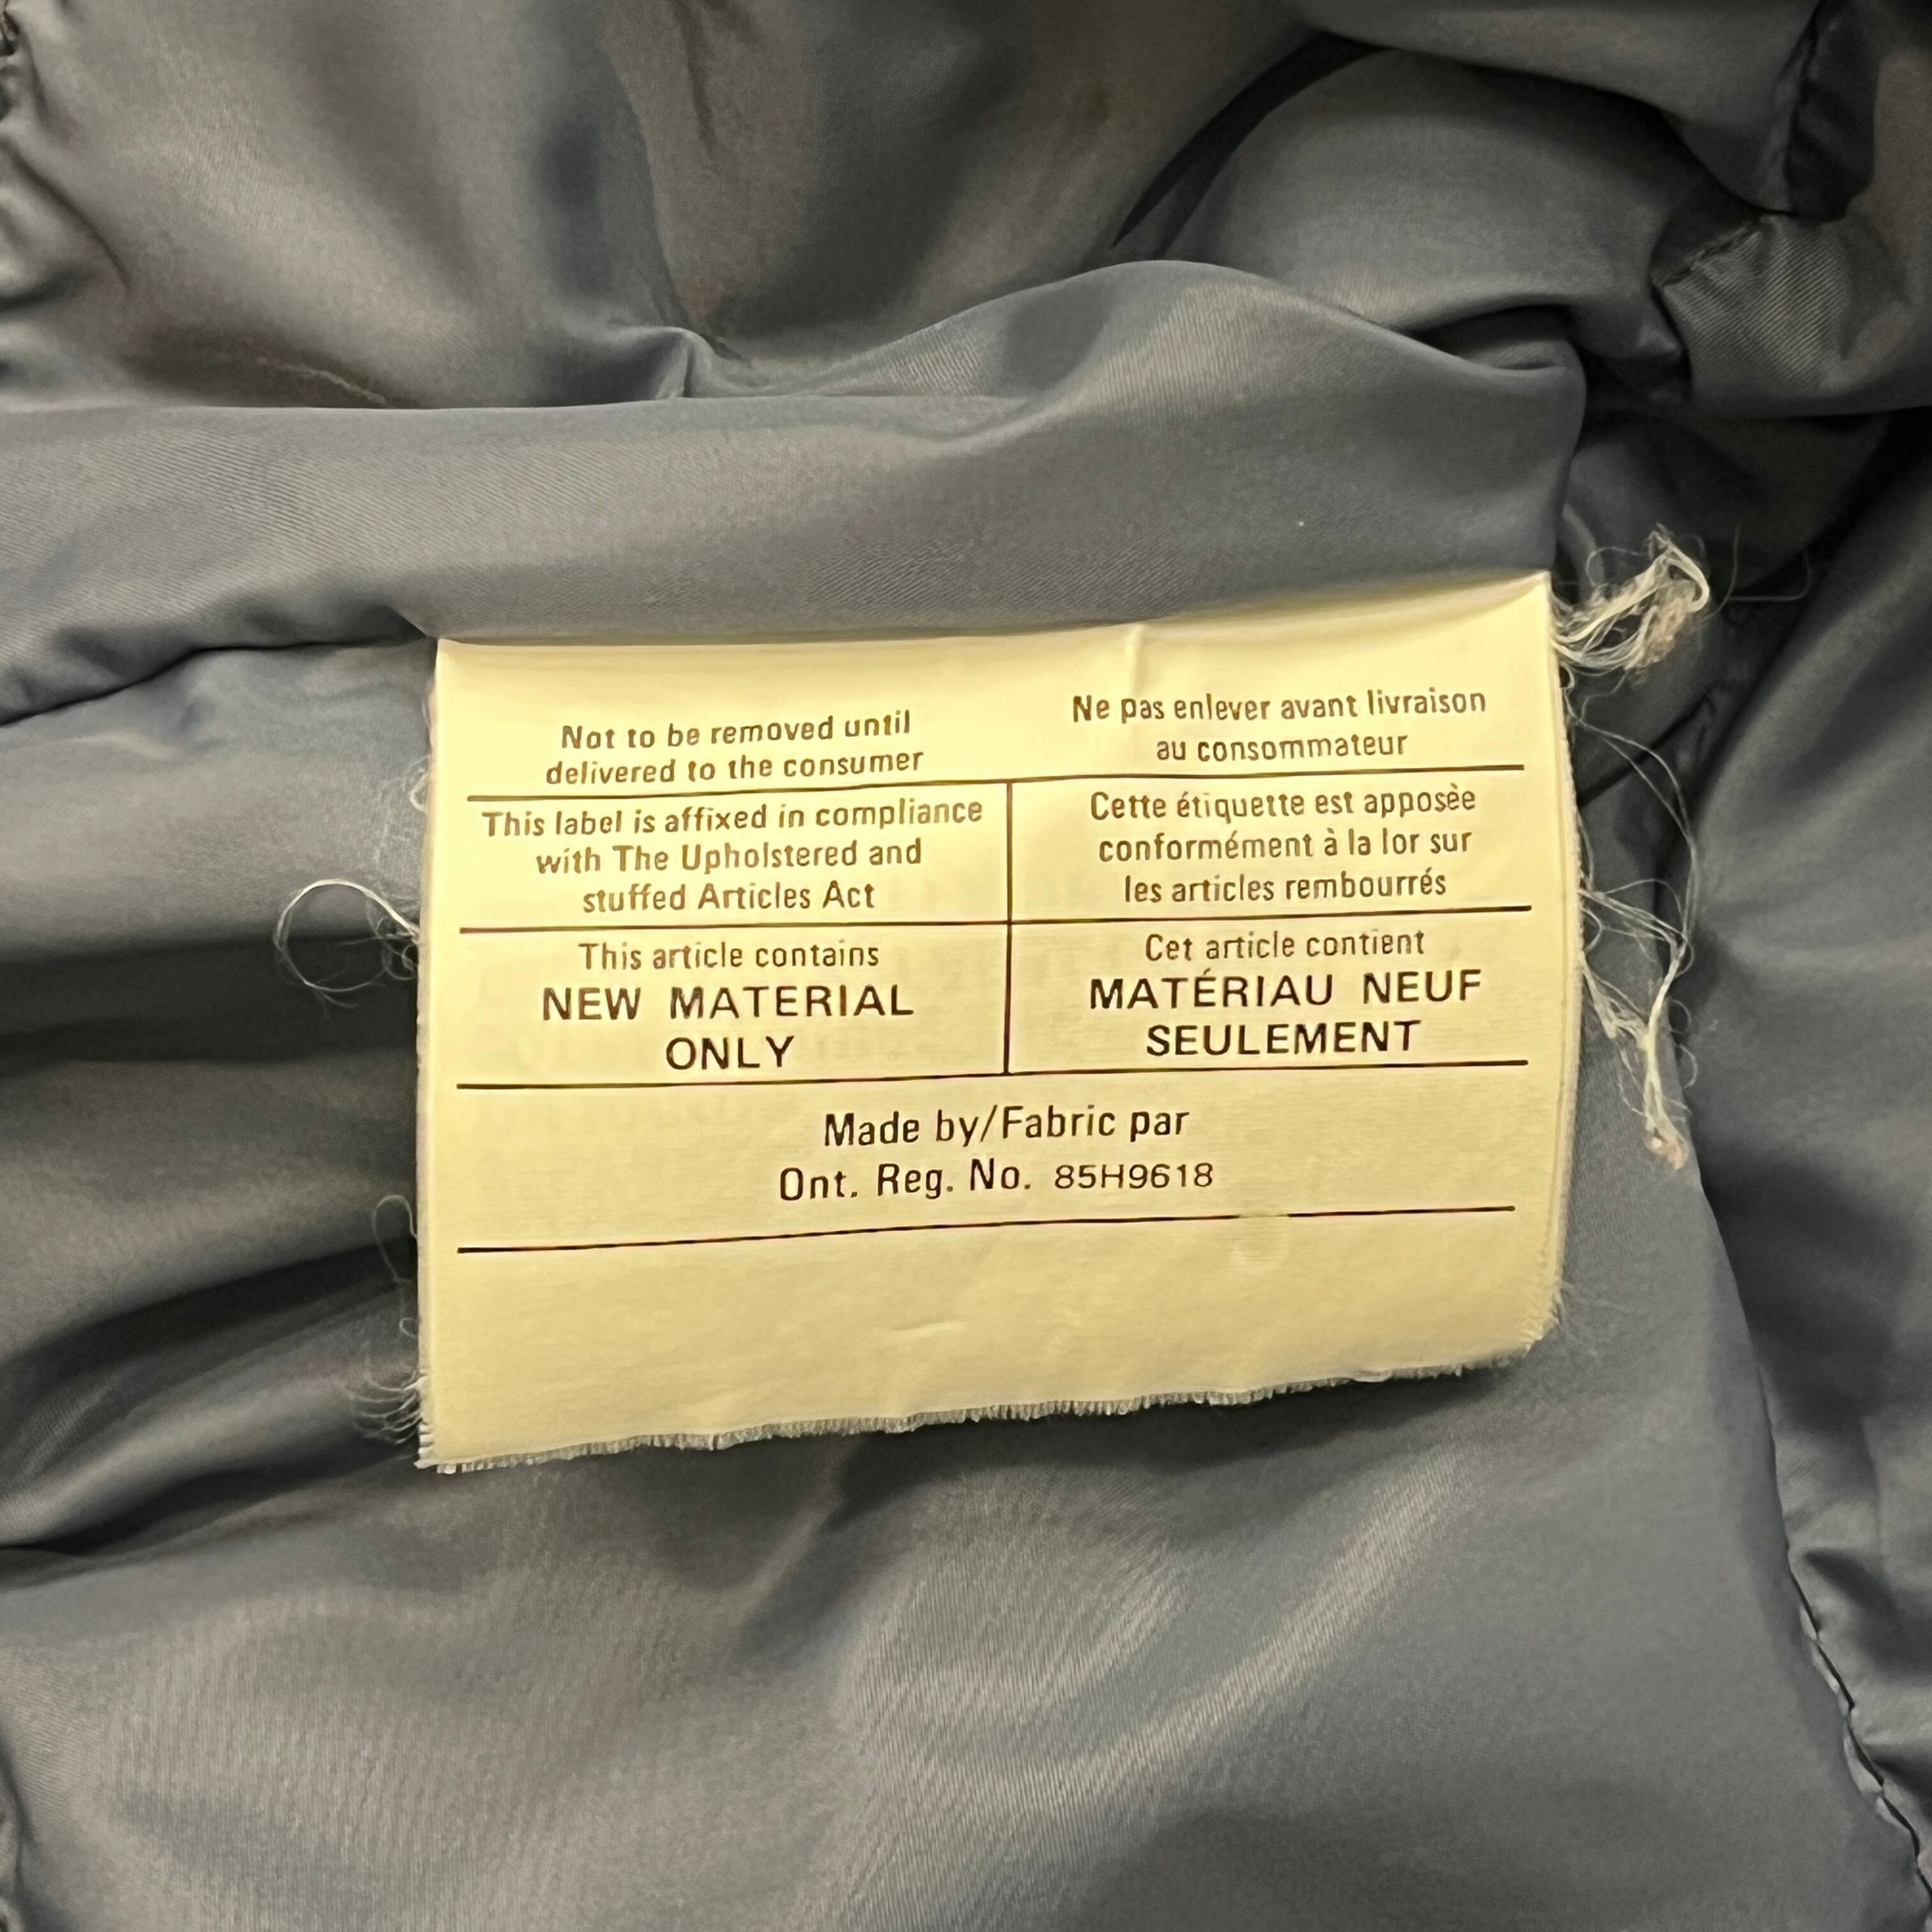 Not to be removed until
delivered to the consumer
Ne pas enlever avant livraison
au consommateur
This label is affixed in compliance
with The Upholstered and
stuffed Articles Act
Cette étiquette est apposèe
conformément à la lor sur
les articles rembourrés
This article contains
NEW MATERIAL
ONLY
Cet article contient
MATÉRIAU NEUF
SEULEMENT
Made by/Fabric par
Ont. Reg. No. 85H9618